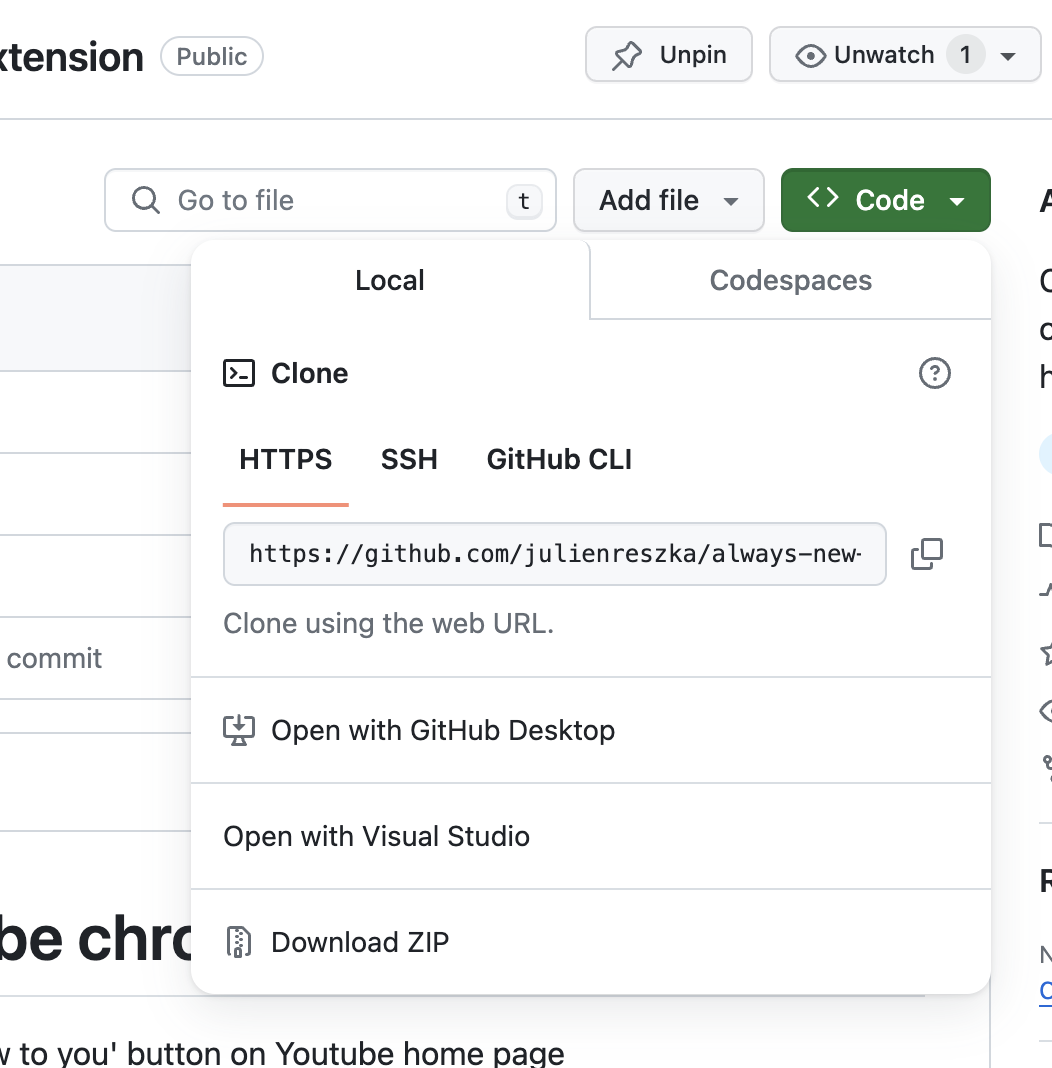 xtension Public Unpin Unwatch 1
Go to file t Add file Code
Local Codespaces
Clone
HTTPS SSH GitHub CLI
https://github.com/julienreszka/always-new-
Clone using the web URL.
commit
Open with GitHub Desktop
Open with Visual Studio
Download ZIP
be chro
w to you' button on Youtube home page